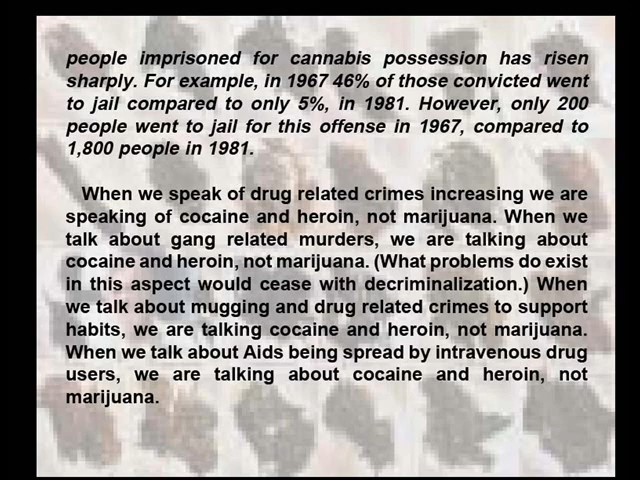 people imprisoned for cannabis possession has risen
sharply. For example, in 1967 46% of those convicted went
to jail compared to only 5%, in 1981. However, only 200
people went to jail for this offense in 1967, compared to
1,800 people in 1981.
When we speak of drug related crimes increasing we are
speaking of cocaine and heroin, not marijuana. When we
talk about gang related murders, we are talking about
cocaine and heroin, not marijuana. (What problems do exist
in this aspect would cease with decriminalization.) When
we talk about mugging and drug related crimes to support
habits, we are talking cocaine and heroin, not marijuana.
When we talk about Aids being spread by intravenous drug
users, we are talking about cocaine and heroin, not
marijuana.